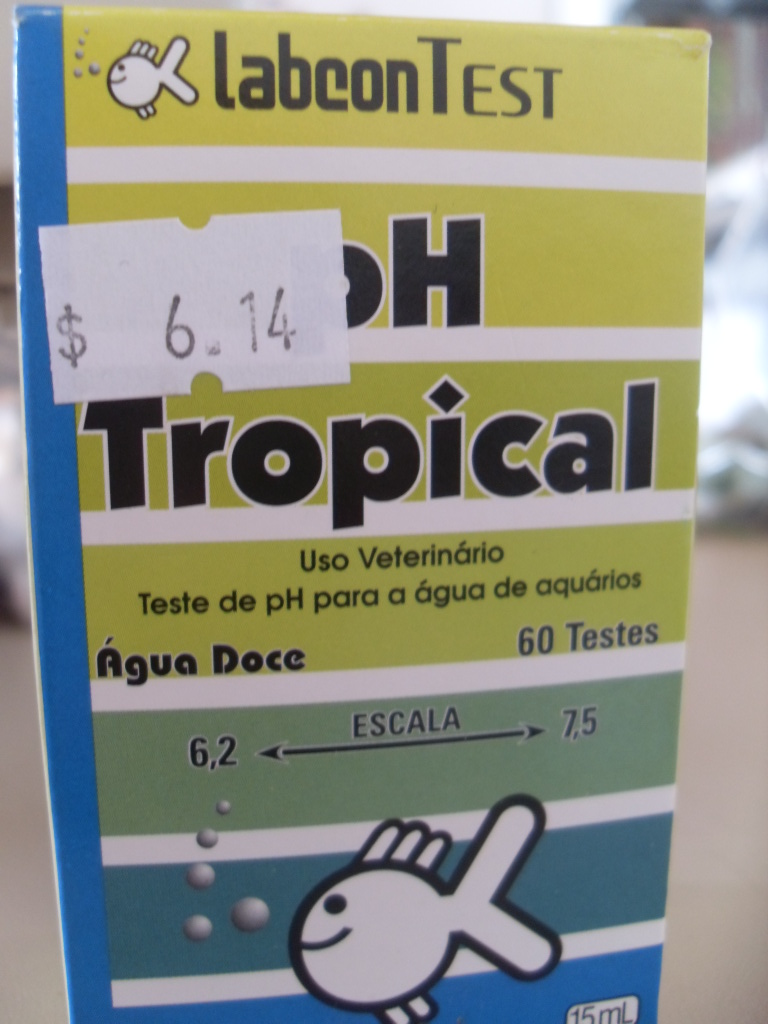 labconTEST
pH
$ 6.14
Tropical
Uso Veterinário
Teste de pH para a água de aquários
Água Doce
60 Testes
ESCALA
6,2
7,5
15mL